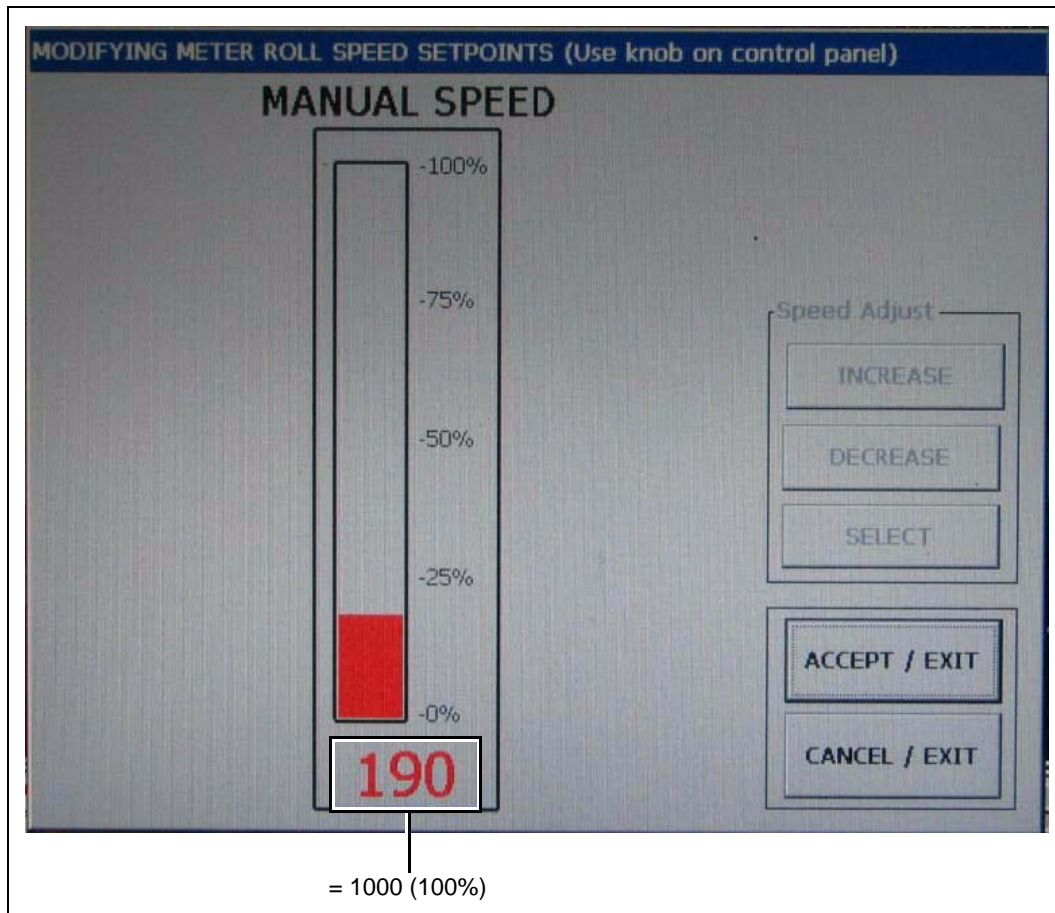 MODIFYING METER ROLL SPEED SETPOINTS (Use knob on control panel)
MANUAL SPEED
-100%
-75%
-50%
-25%
-0%
190
Speed Adjust
INCREASE
DECREASE
SELECT
ACCEPT / EXIT
CANCEL / EXIT
= 1000 (100%)